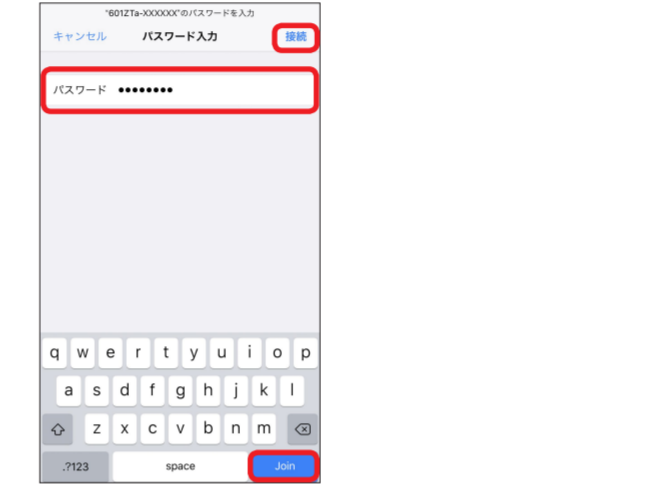 "601ZTa-XXXXXX"のパスワードを入力
キャンセル パスワード入力 接続
パスワード ●●●●●●●●
q w e r t y u i o p
a s d f g h j k l
z x c v b n m
.?123 space Join